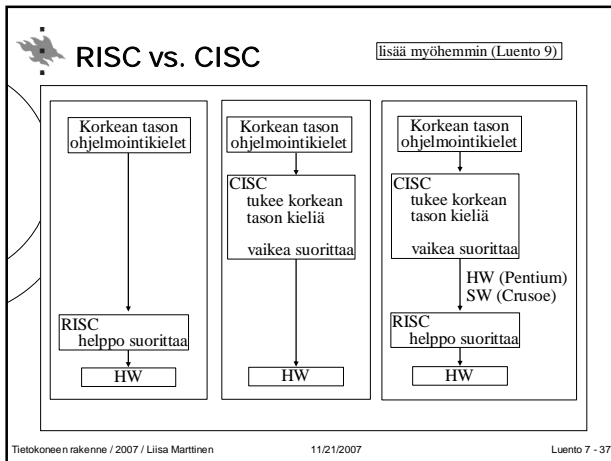 RISC vs. CISC
lisää myöhemmin (Luento 9)
Korkean tason
ohjelmointikielet
RISC
helppo suorittaa
HW
Korkean tason
ohjelmointikielet
CISC
tukee korkean
tason kieliä
vaikea suorittaa
HW
Korkean tason
ohjelmointikielet
CISC
tukee korkean
tason kieliä
vaikea suorittaa
HW (Pentium)
SW (Crusoe)
RISC
helppo suorittaa
HW
Tietokoneen rakenne / 2007 / Liisa Marttinen
11/21/2007
Luento 7 - 37